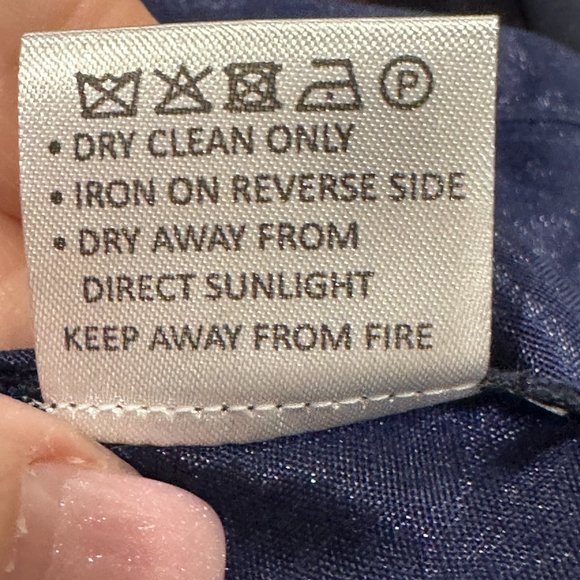 P
• DRY CLEAN ONLY
• IRON ON REVERSE SIDE
• DRY AWAY FROM
DIRECT SUNLIGHT
KEEP AWAY FROM FIRE